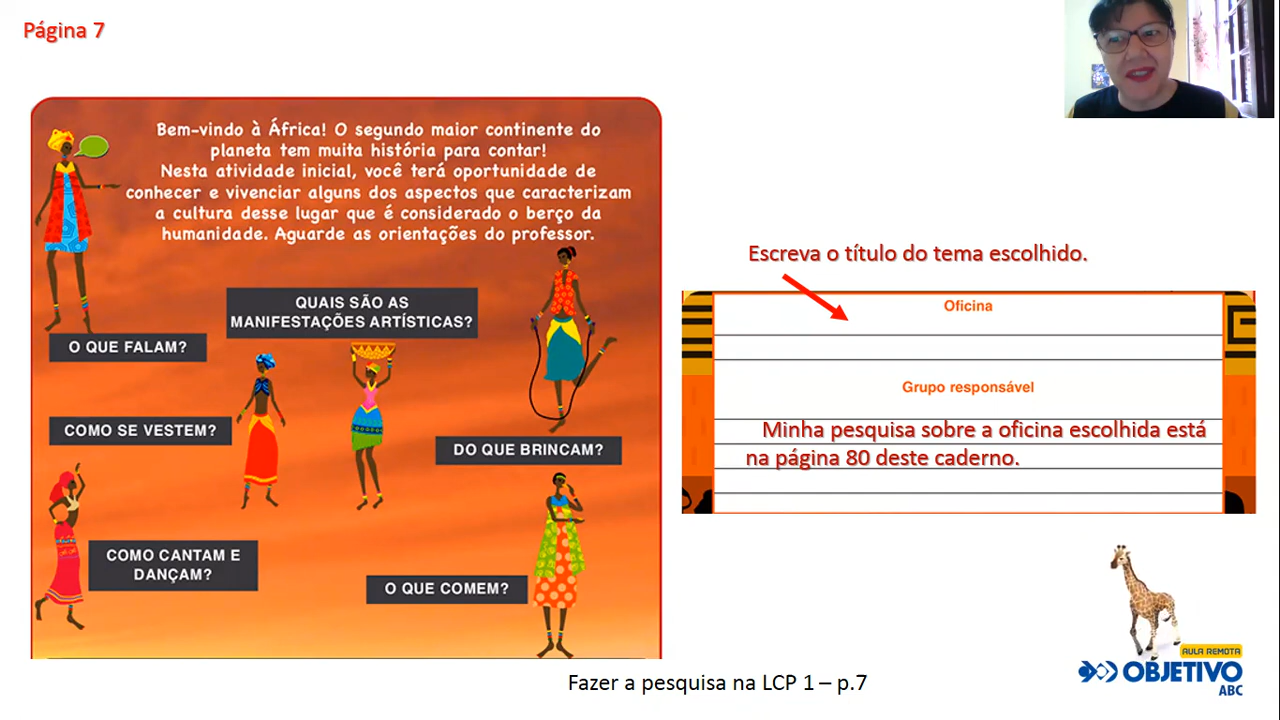 Página 7
Bem-vindo à África! O segundo maior continente do
planeta tem muita história para contar!
Nesta atividade inicial, você terá oportunidade de
conhecer e vivenciar alguns dos aspectos que caracterizam
a cultura desse lugar que é considerado o berço da
humanidade. Aguarde as orientações do professor.
QUAIS SÃO AS
MANIFESTAÇÕES ARTÍSTICAS?
O QUE FALAM?
COMO SE VESTEM?
DO QUE BRINCAM?
COMO CANTAM E
DANÇAM?
O QUE COMEM?
Escreva o título do tema escolhido.
Oficina
Grupo responsável
Minha pesquisa sobre a oficina escolhida está
na página 80 deste caderno.
AULA REMOTA
OBJETIVO
ABC
Fazer a pesquisa na LCP 1 – p.7